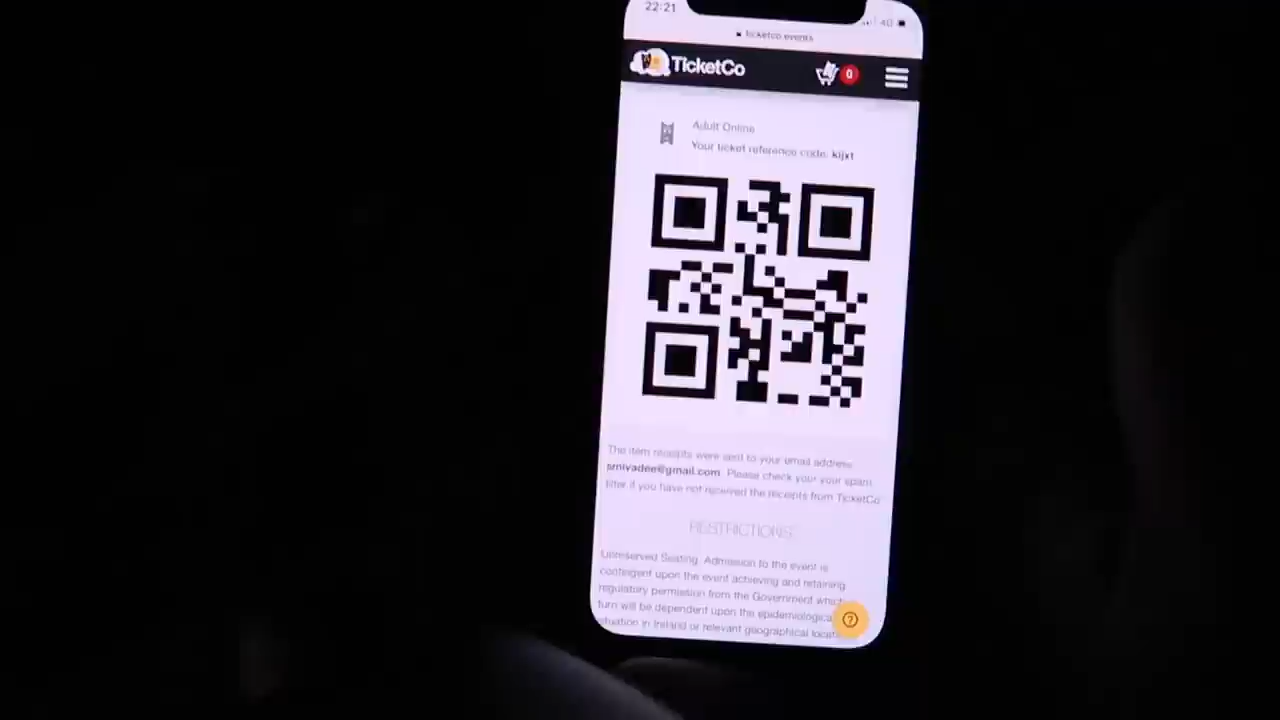 22:21
4G
ticketco.events
TicketCo
0
Adult Online
Your ticket reference code: kijxt
The item receipts were sent to your email address
smivadee@gmail.com. Please check your your spam
filter if you have not received the receipts from TicketCo
RESTRICTIONS
Unreserved Seating. Admission to the event is
contingent upon the event achieving and retaining
regulatory permission from the Government which
turn will be dependent upon the epidemiological
situation in Ireland or relevant geographical